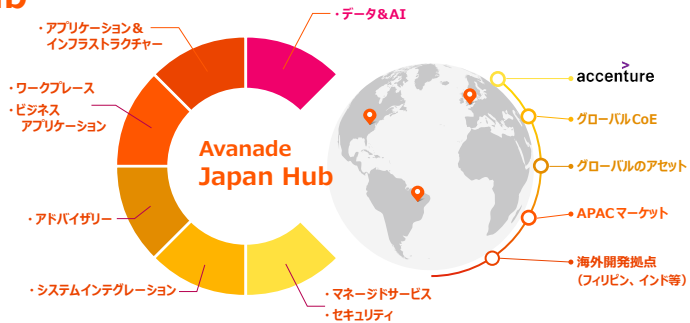 ・データ&AI
・アプリケーション&
インフラストラクチャー
・ワークプレース
・ビジネス
アプリケーション
Avanade
Japan Hub
・アドバイザリー
・システムインテグレーション
・マネージドサービス
・セキュリティ
accenture
・グローバルCoE
・グローバルのアセット
・APACマーケット
・海外開発拠点
(フィリピン、インド等)